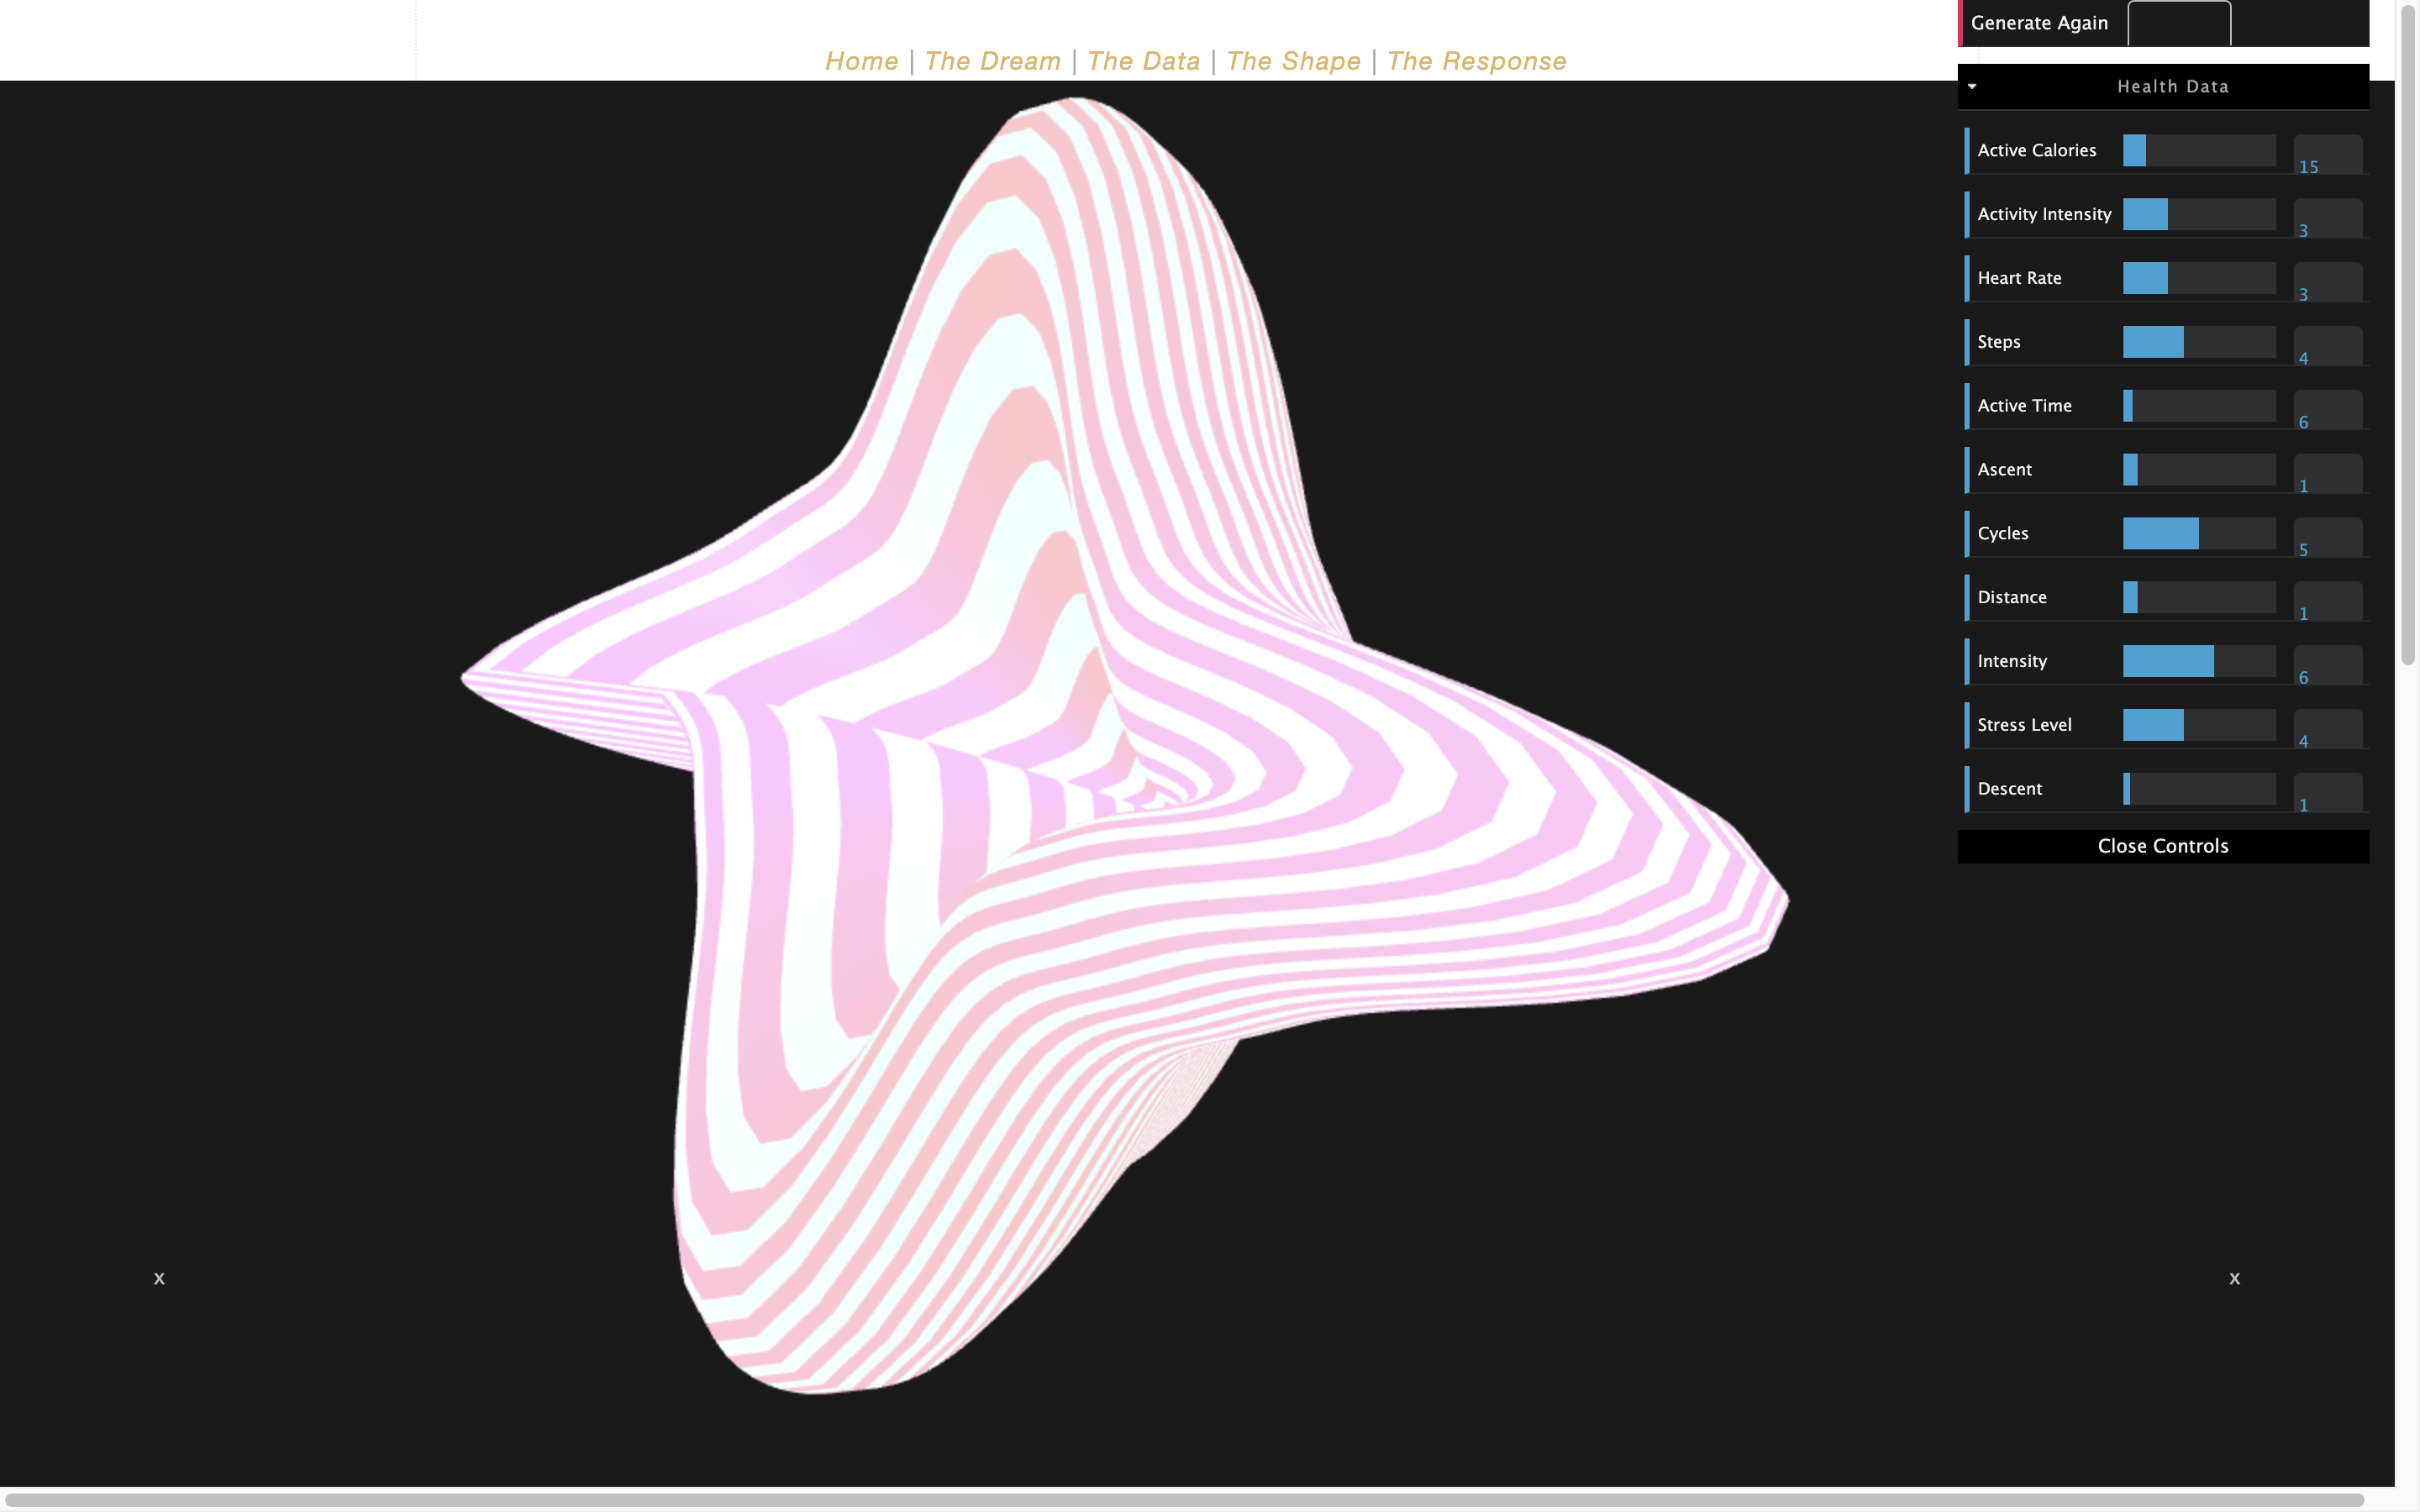 Generate Again
Home | The Dream | The Data | The Shape | The Response
Health Data
Active Calories 15
Activity Intensity 3
Heart Rate 3
Steps 4
Active Time 6
Ascent 1
Cycles 5
Distance 1
Intensity 6
Stress Level 4
Descent 1
Close Controls
x x